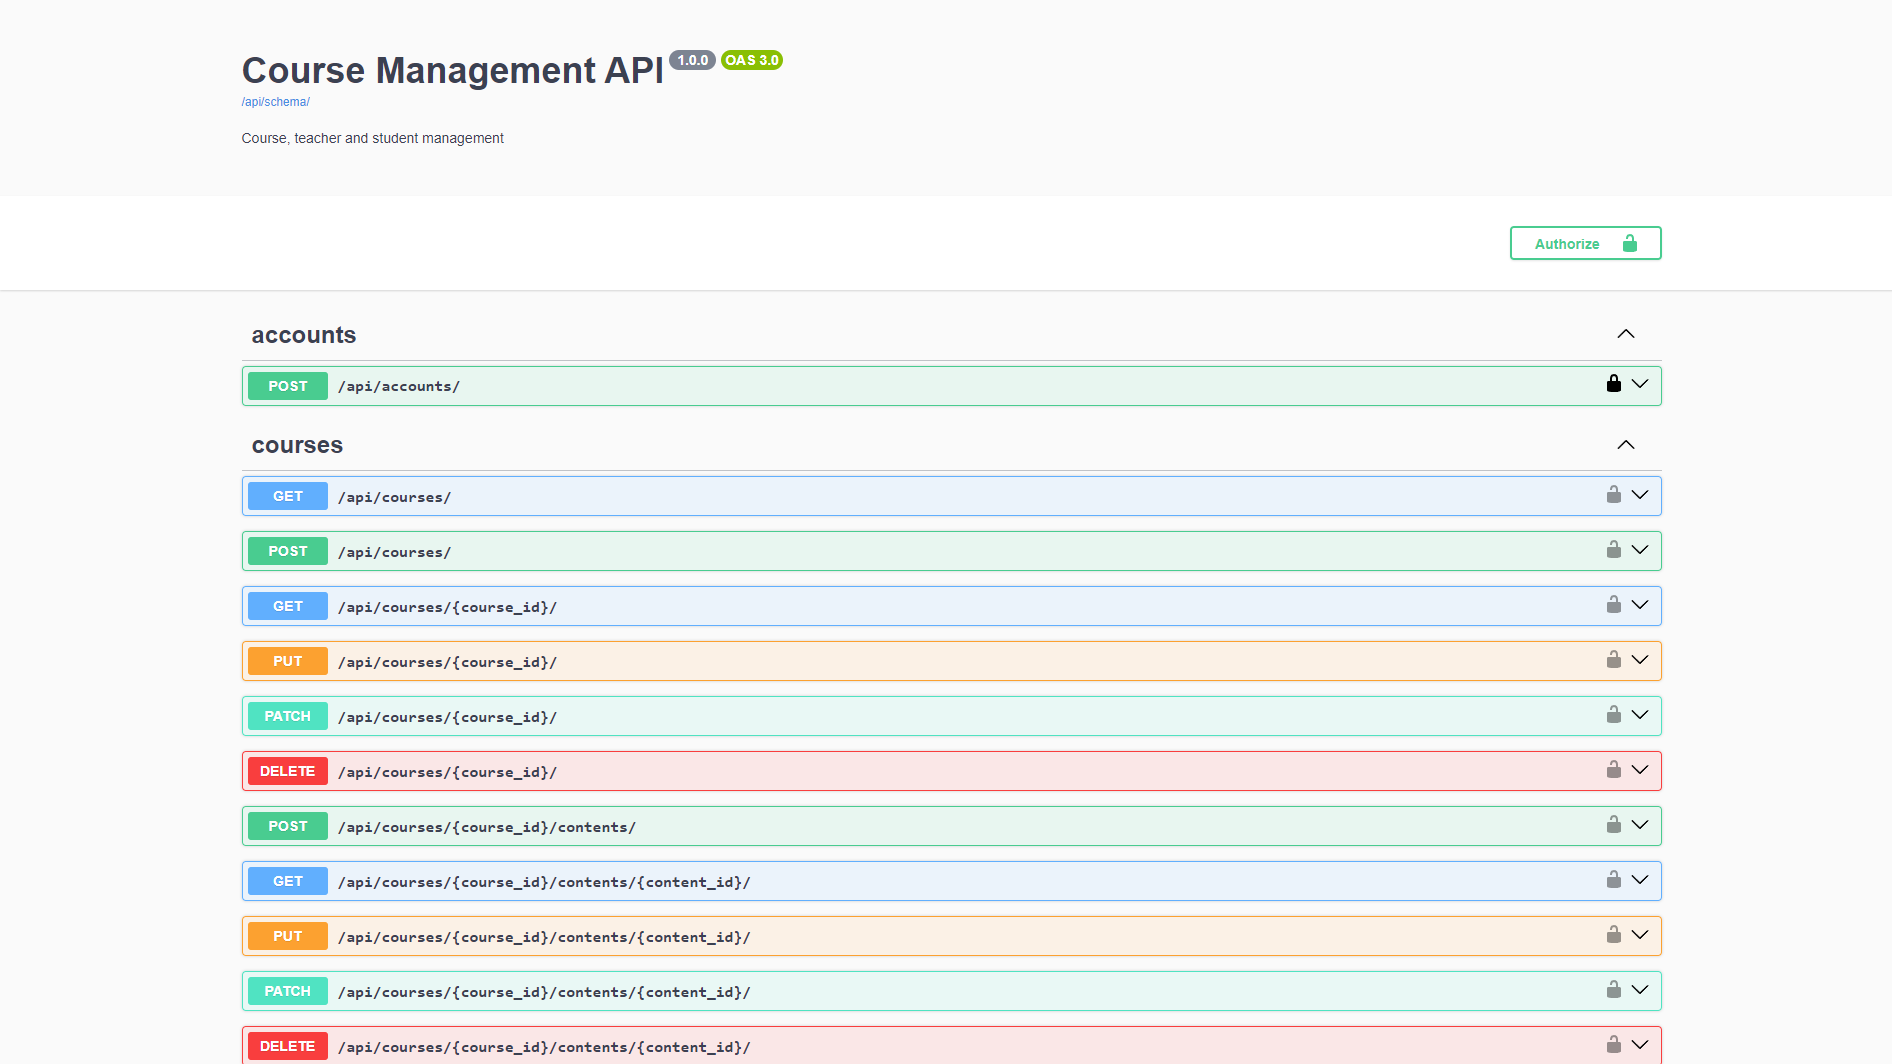 Course Management API 1.0.0 OAS 3.0
/api/schema/
Course, teacher and student management
Authorize
accounts
POST /api/accounts/
courses
GET /api/courses/
POST /api/courses/
GET /api/courses/{course_id}/
PUT /api/courses/{course_id}/
PATCH /api/courses/{course_id}/
DELETE /api/courses/{course_id}/
POST /api/courses/{course_id}/contents/
GET /api/courses/{course_id}/contents/{content_id}/
PUT /api/courses/{course_id}/contents/{content_id}/
PATCH /api/courses/{course_id}/contents/{content_id}/
DELETE /api/courses/{course_id}/contents/{content_id}/